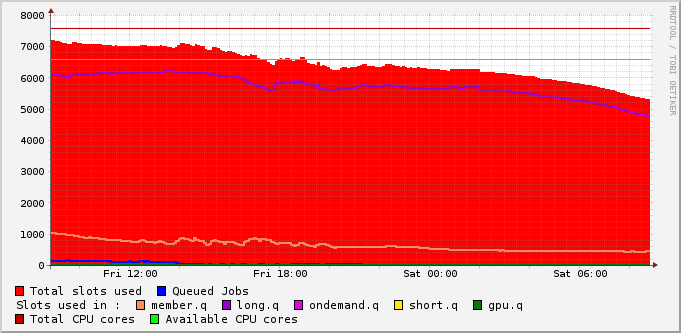 8000
7000
6000
5000
4000
3000
2000
1000
0
Fri 12:00 Fri 18:00 Sat 00:00 Sat 06:00
Total slots used Queued Jobs
Slots used in : member.q long.q ondemand.q short.q gpu.q
Total CPU cores Available CPU cores
RRDTOOL / TOBI OETIKER